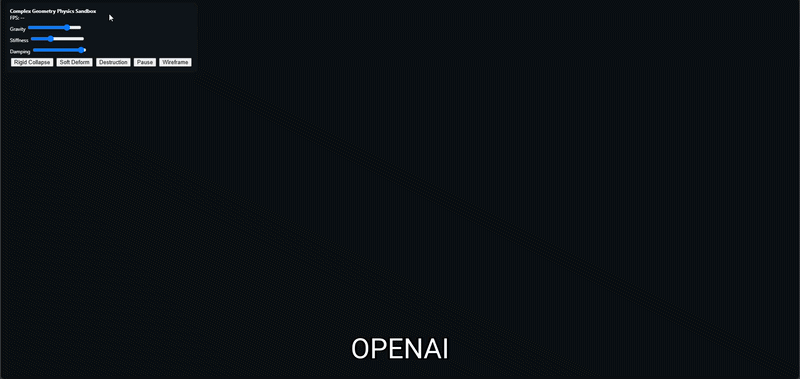 Complex Geometry Physics Sandbox
FPS: --
Gravity
Stiffness
Damping
Rigid Collapse Soft Deform Destruction Pause Wireframe
OPENAI